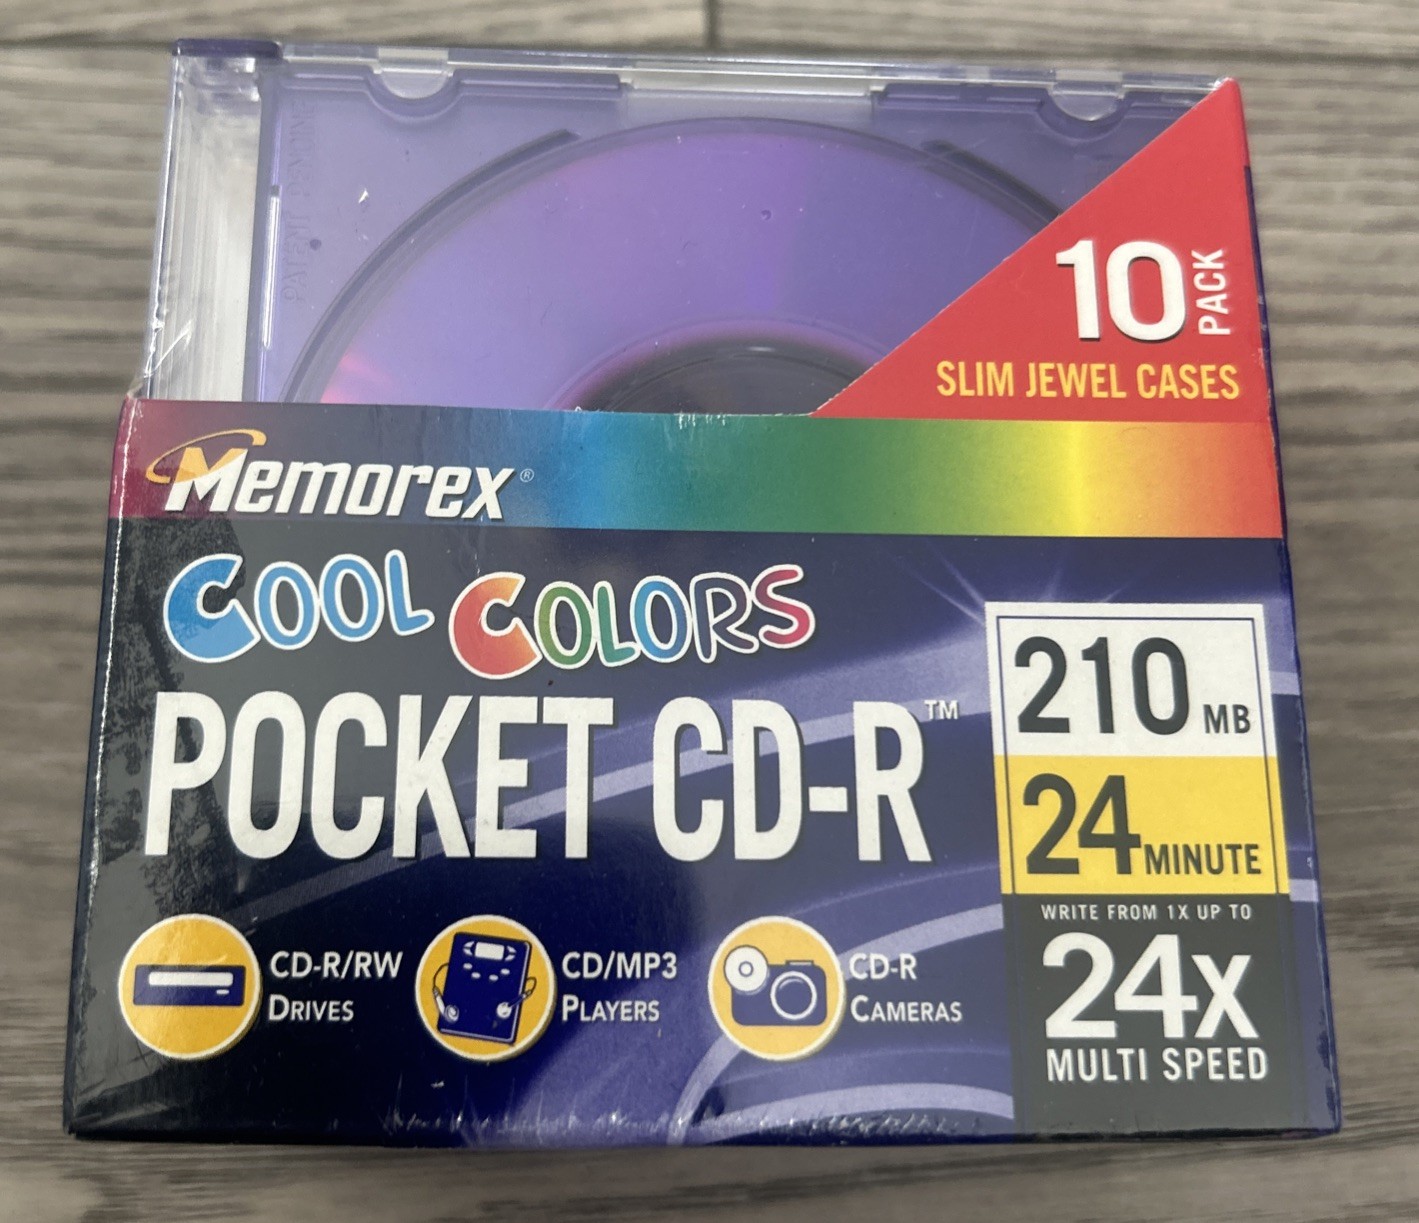 10 PACK
SLIM JEWEL CASES
Memorex®
COOL COLORS
POCKET CD-R™
210 MB
24 MINUTE
WRITE FROM 1X UP TO
24X
MULTI SPEED
CD-R/RW
DRIVES
CD/MP3
PLAYERS
CD-R
CAMERAS